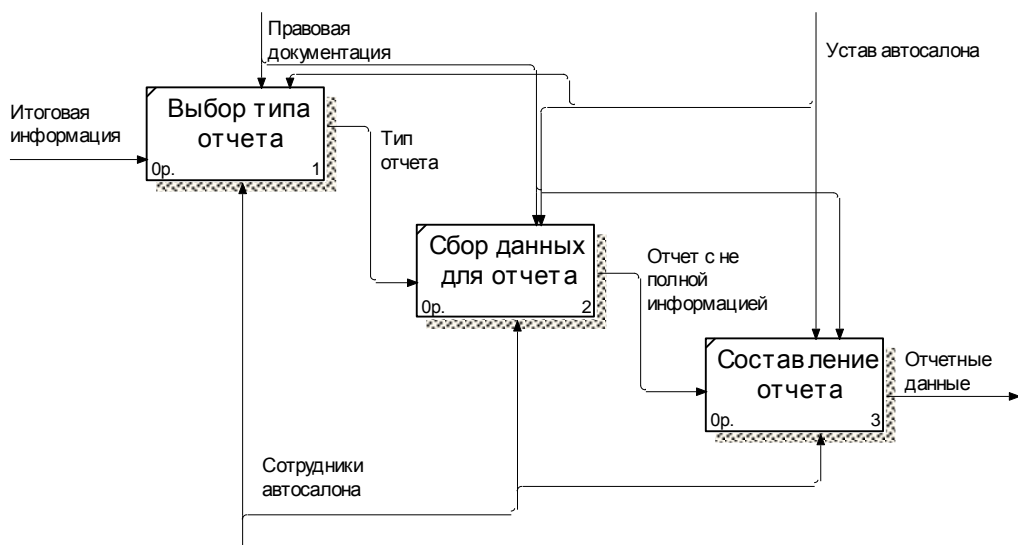 Правовая
документация
Устав автосалона
Итоговая
информация
Выбор типа
отчета
0р.
1
Тип
отчета
Сбор данных
для отчета
0р.
2
Отчет с не
полной
информацией
Составление
отчета
0р.
3
Отчетные
данные
Сотрудники
автосалона